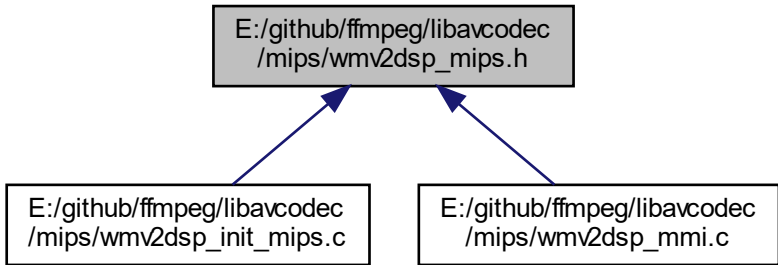 E:/github/ffmpeg/libavcodec
/mips/wmv2dsp_mips.h
E:/github/ffmpeg/libavcodec
/mips/wmv2dsp_init_mips.c
E:/github/ffmpeg/libavcodec
/mips/wmv2dsp_mmi.c